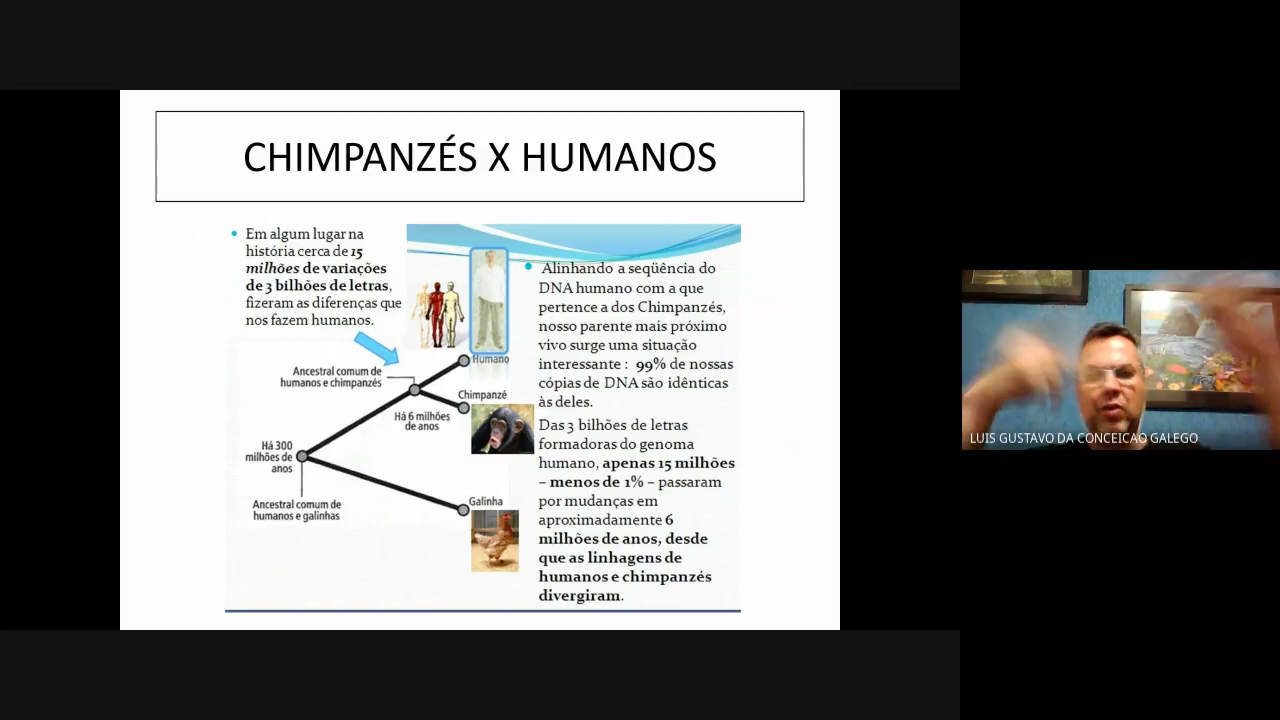 CHIMPANZÉS X HUMANOS
• Em algum lugar na
história cerca de 15
milhões de variações
de 3 bilhões de letras,
fizeram as diferenças que
nos fazem humanos.
Humano
Ancestral comum de
humanos e chimpanzés
Chimpanzé
Há 6 milhões
de anos
Há 300
milhões de
anos
Ancestral comum de
humanos e galinhas
Galinha
• Alinhando a seqüência do
DNA humano com a que
pertence a dos Chimpanzés,
nosso parente mais próximo
vivo surge uma situação
interessante : 99% de nossas
cópias de DNA são idênticas
às deles.
Das 3 bilhões de letras
formadoras do genoma
humano, apenas 15 milhões
– menos de 1% – passaram
por mudanças em
aproximadamente 6
milhões de anos, desde
que as linhagens de
humanos e chimpanzés
divergiram.
LUIS GUSTAVO DA CONCEICAO GALEGO